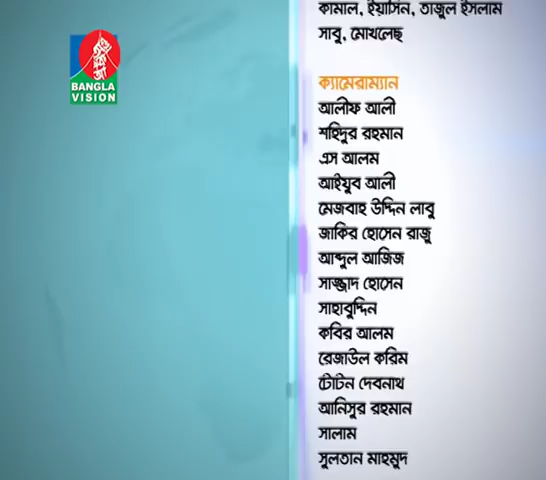 কামাল, ইয়াসিন, তাজুল ইসলাম
সাবু, মোখলেছ
BANGLA
VISION
ক্যামেরাম্যান
আলীফ আলী
শহিদুর রহমান
এস আলম
আইয়ুব আলী
মেজবাহ উদ্দিন লাবু
জাকির হোসেন রাজু
আব্দুল আজিজ
সাজ্জাদ হোসেন
সাহাবুদ্দিন
কবির আলম
রেজাউল করিম
টোটন দেবনাথ
আনিসুর রহমান
সালাম
সুলতান মাহমুদ